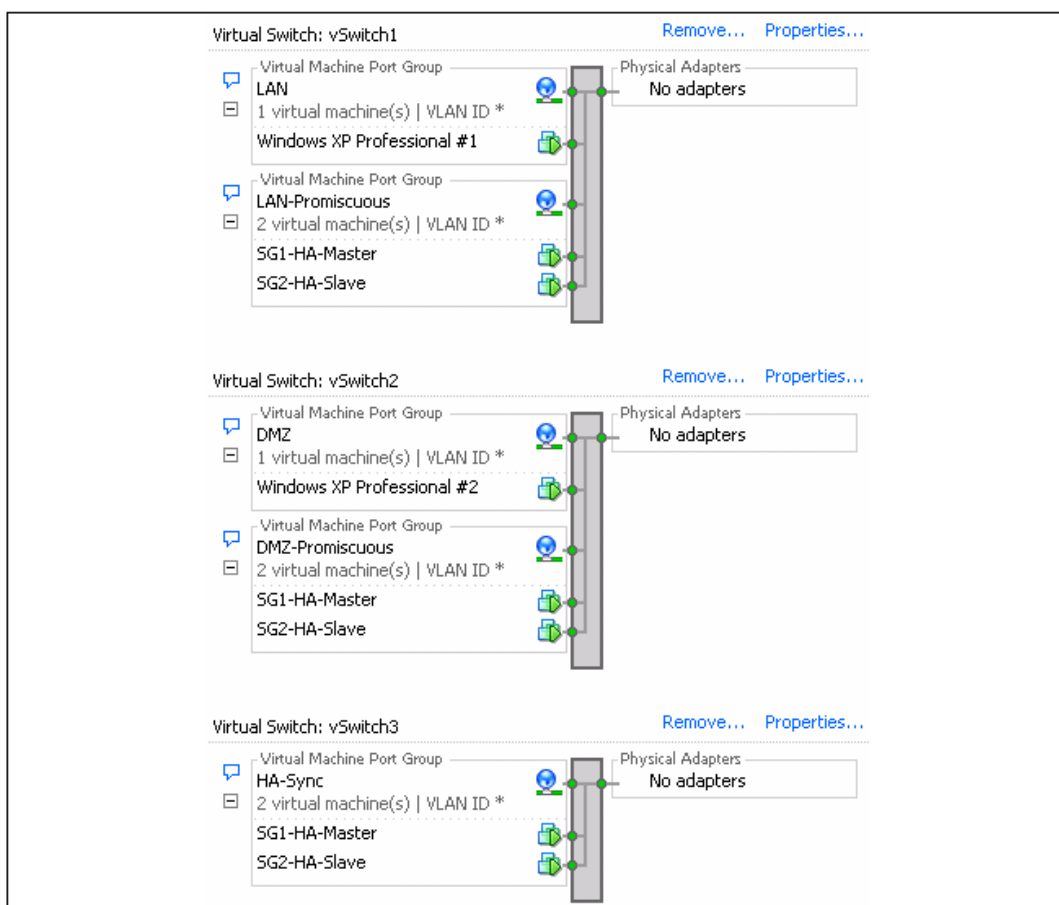 Virtual Switch: vSwitch1 Remove... Properties...
Virtual Machine Port Group Physical Adapters
LAN No adapters
1 virtual machine(s) | VLAN ID *
Windows XP Professional #1
Virtual Machine Port Group
LAN-Promiscuous
2 virtual machine(s) | VLAN ID *
SG1-HA-Master
SG2-HA-Slave
Virtual Switch: vSwitch2 Remove... Properties...
Virtual Machine Port Group Physical Adapters
DMZ No adapters
1 virtual machine(s) | VLAN ID *
Windows XP Professional #2
Virtual Machine Port Group
DMZ-Promiscuous
2 virtual machine(s) | VLAN ID *
SG1-HA-Master
SG2-HA-Slave
Virtual Switch: vSwitch3 Remove... Properties...
Virtual Machine Port Group Physical Adapters
HA-Sync No adapters
2 virtual machine(s) | VLAN ID *
SG1-HA-Master
SG2-HA-Slave